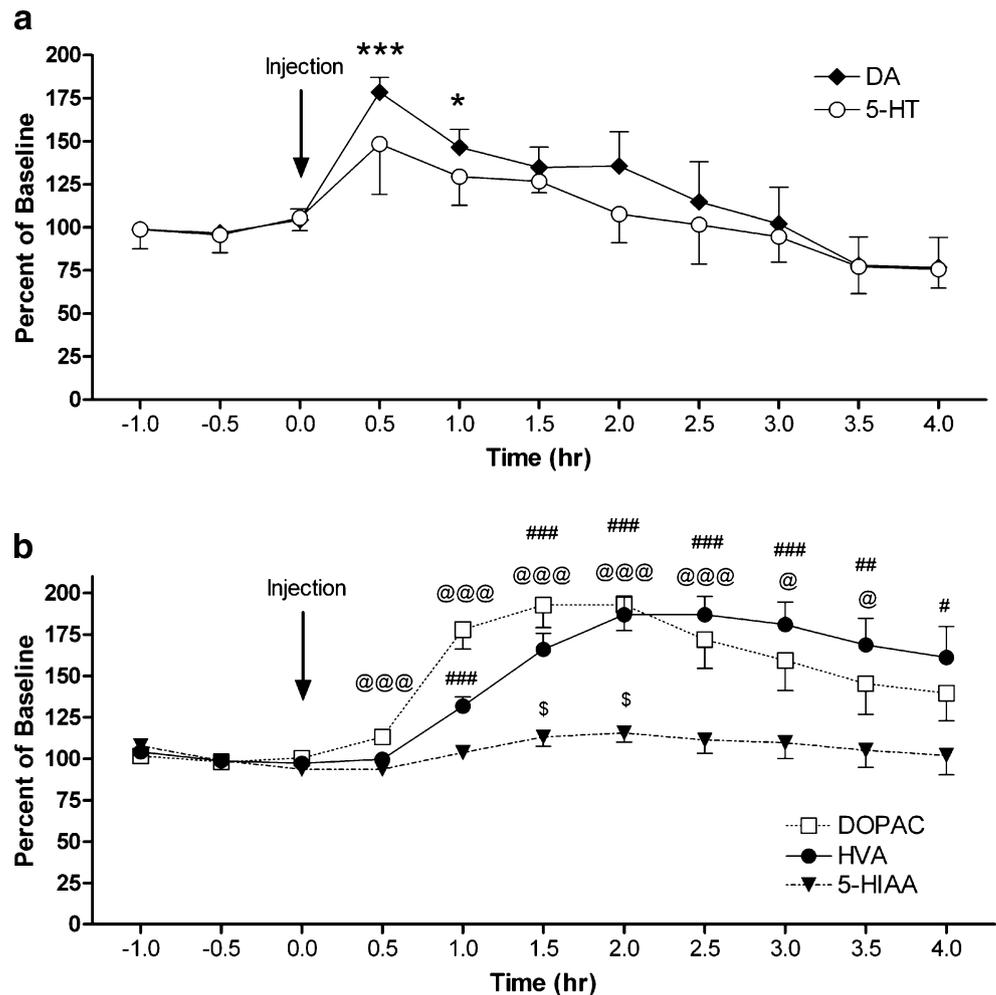 a
Percent of Baseline
200
175
150
125
100
75
50
25
0
Injection
***
*
DA
5-HT
-1.0 -0.5 0.0 0.5 1.0 1.5 2.0 2.5 3.0 3.5 4.0
Time (hr)
b
Percent of Baseline
200
175
150
125
100
75
50
25
0
Injection
### ### ### ### ## #
@@@ @@@ @@@ @@@ @@@ @ @
###
$ $
DOPAC
HVA
5-HIAA
-1.0 -0.5 0.0 0.5 1.0 1.5 2.0 2.5 3.0 3.5 4.0
Time (hr)